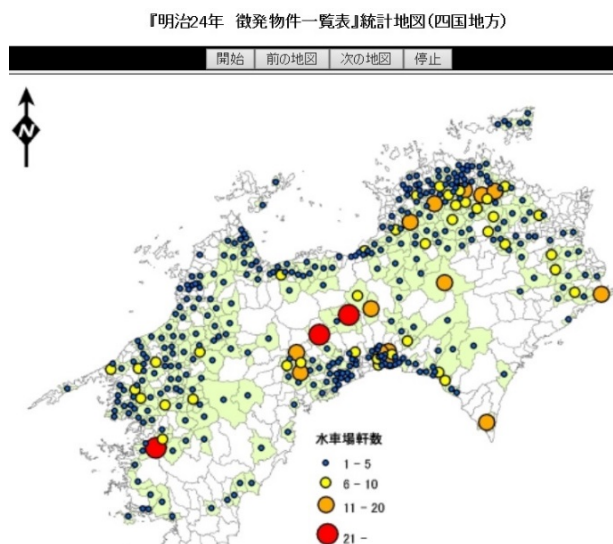 『明治24年 徴発物件一覧表』統計地図(四国地方)
開始 前の地図 次の地図 停止
N
水車場軒数
1 - 5
6 - 10
11 - 20
21 -